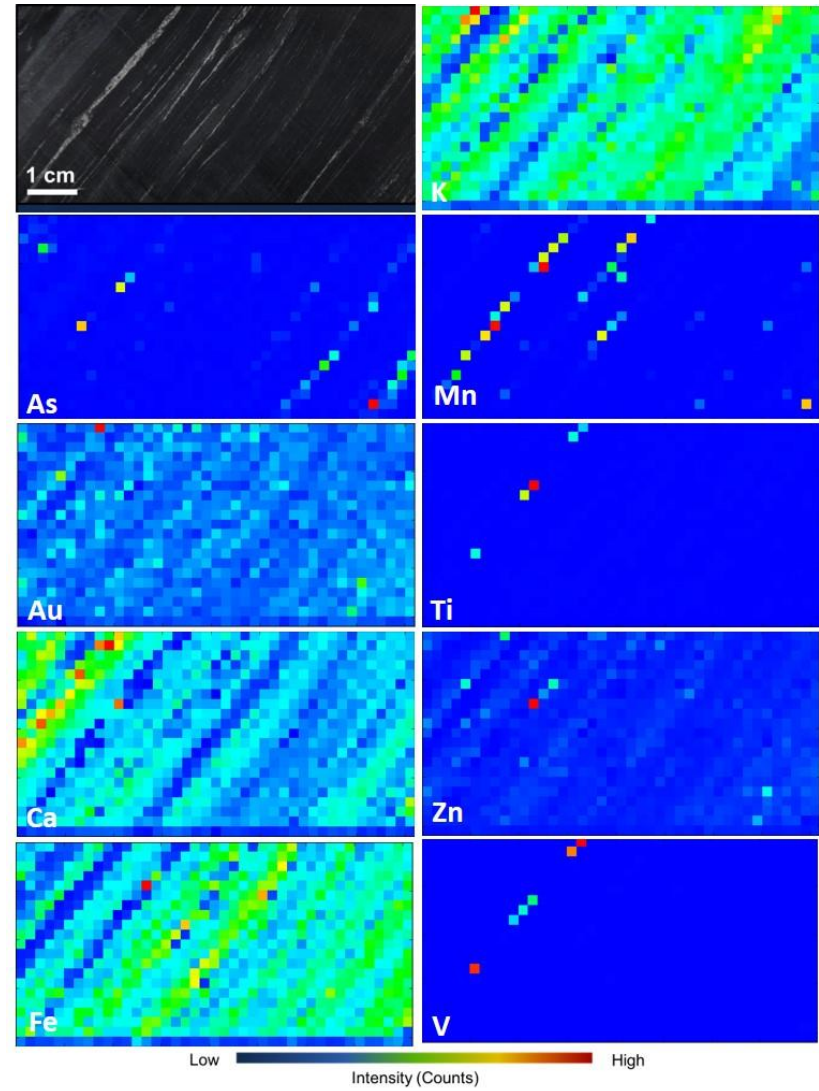 1 cm
K
As
Mn
Au
Ti
Ca
Zn
Fe
V
Low High
Intensity (Counts)